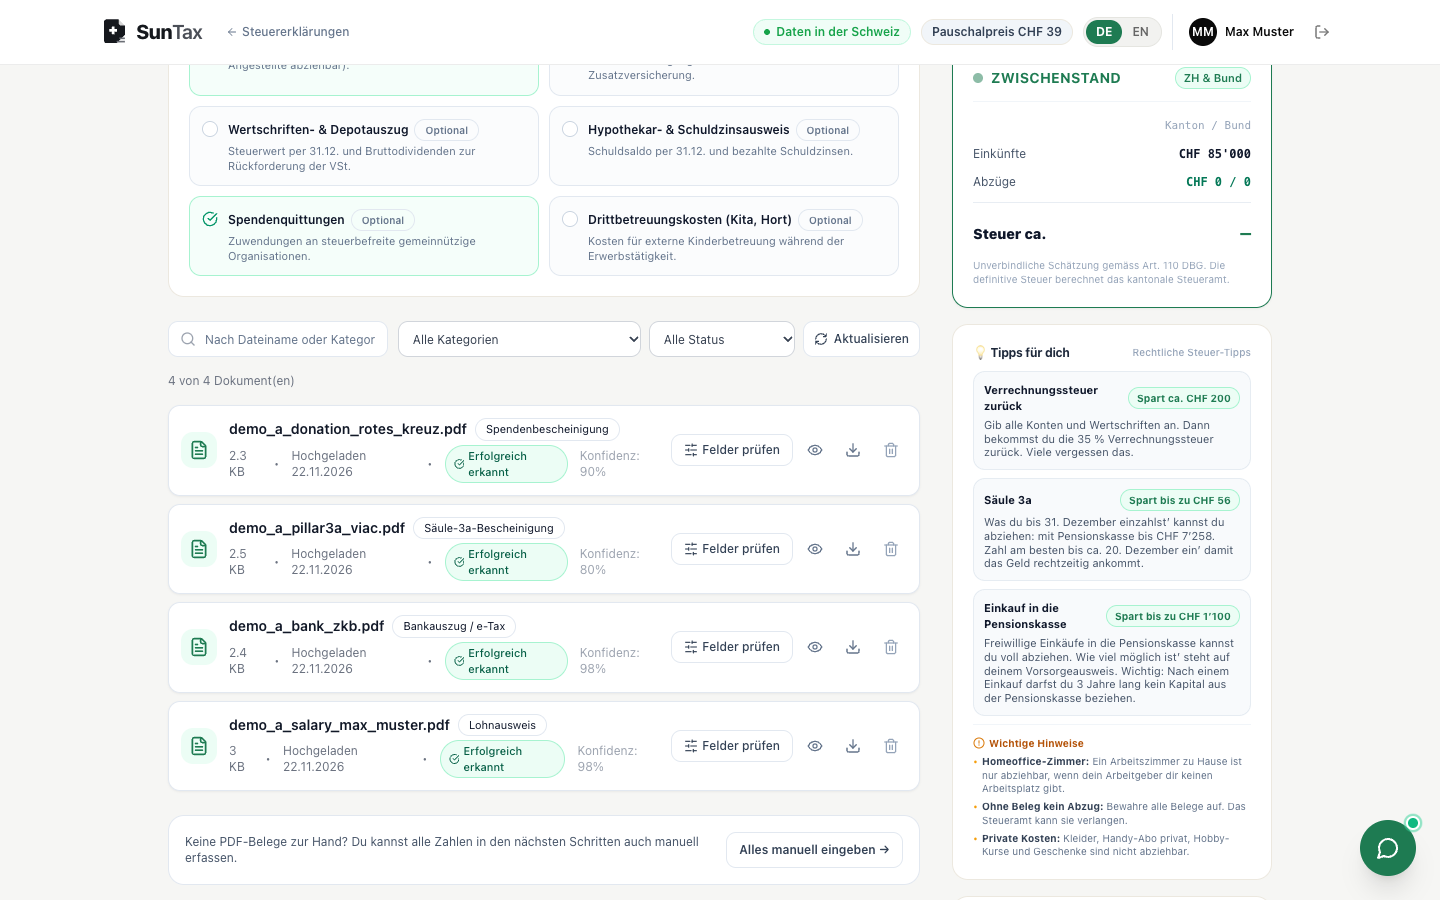 SunTax
← Steuererklärungen
Daten in der Schweiz
Pauschalpreis CHF 39
DE
EN
MM
Max Muster
Angestellte abziehbar).
Zusatzversicherung.
Wertschriften- & Depotauszug
Optional
Steuerwert per 31.12. und Bruttodividenden zur
Rückforderung der VSt.
Hypothekar- & Schuldzinsausweis
Optional
Schuldsaldo per 31.12. und bezahlte Schuldzinsen.
Spendenquittungen
Optional
Zuwendungen an steuerbefreite gemeinnützige
Organisationen.
Drittbetreuungskosten (Kita, Hort)
Optional
Kosten für externe Kinderbetreuung während der
Erwerbstätigkeit.
Nach Dateiname oder Kategor
Alle Kategorien
Alle Status
Aktualisieren
4 von 4 Dokument(en)
demo_a_donation_rotes_kreuz.pdf
Spendenbescheinigung
2.3
KB
•
Hochgeladen
22.11.2026
•
Erfolgreich
erkannt
Konfidenz:
90%
Felder prüfen
demo_a_pillar3a_viac.pdf
Säule-3a-Bescheinigung
2.5
KB
•
Hochgeladen
22.11.2026
•
Erfolgreich
erkannt
Konfidenz:
80%
Felder prüfen
demo_a_bank_zkb.pdf
Bankauszug / e-Tax
2.4
KB
•
Hochgeladen
22.11.2026
•
Erfolgreich
erkannt
Konfidenz:
98%
Felder prüfen
demo_a_salary_max_muster.pdf
Lohnausweis
3
KB
•
Hochgeladen
22.11.2026
•
Erfolgreich
erkannt
Konfidenz:
98%
Felder prüfen
Keine PDF-Belege zur Hand? Du kannst alle Zahlen in den nächsten Schritten auch manuell
erfassen.
Alles manuell eingeben →
ZWISCHENSTAND
ZH & Bund
Kanton / Bund
Einkünfte
CHF 85'000
Abzüge
CHF 0 / 0
Steuer ca.
–
Unverbindliche Schätzung gemäss Art. 110 DBG. Die
definitive Steuer berechnet das kantonale Steueramt.
💡 Tipps für dich
Rechtliche Steuer-Tipps
Verrechnungssteuer
zurück
Spart ca. CHF 200
Gib alle Konten und Wertschriften an. Dann
bekommst du die 35 % Verrechnungssteuer
zurück. Viele vergessen das.
Säule 3a
Spart bis zu CHF 56
Was du bis 31. Dezember einzahlst’ kannst du
abziehen: mit Pensionskasse bis CHF 7’258.
Zahl am besten bis ca. 20. Dezember ein’ damit
das Geld rechtzeitig ankommt.
Einkauf in die
Pensionskasse
Spart bis zu CHF 1’100
Freiwillige Einkäufe in die Pensionskasse kannst
du voll abziehen. Wie viel möglich ist’ steht auf
deinem Vorsorgeausweis. Wichtig: Nach einem
Einkauf darfst du 3 Jahre lang kein Kapital aus
der Pensionskasse beziehen.
Wichtige Hinweise
• Homeoffice-Zimmer: Ein Arbeitszimmer zu Hause ist
nur abziehbar, wenn dein Arbeitgeber dir keinen
Arbeitsplatz gibt.
• Ohne Beleg kein Abzug: Bewahre alle Belege auf. Das
Steueramt kann sie verlangen.
• Private Kosten: Kleider, Handy-Abo privat, Hobby-
Kurse und Geschenke sind nicht abziehbar.